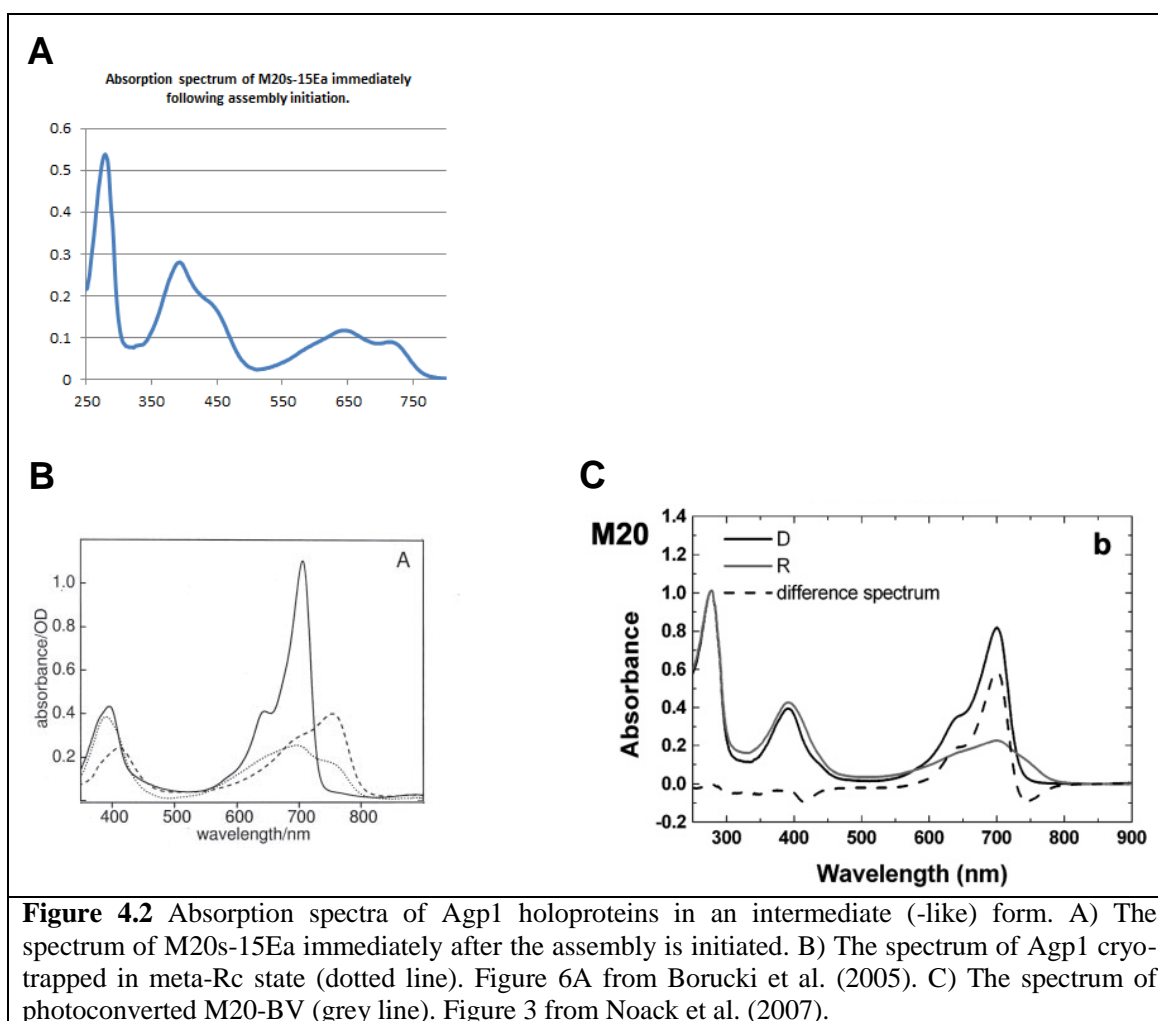 A
Absorption spectrum of M20s-15Ea immediately
following assembly initiation.
0.6
0.5
0.4
0.3
0.2
0.1
0
250 350 450 550 650 750
B
A
absorbance/OD
1.0
0.8
0.6
0.4
0.2
400 500 600 700 800
wavelength/nm
C
M20
b
D
R
difference spectrum
Absorbance
1.4
1.2
1.0
0.8
0.6
0.4
0.2
0.0
-0.2
300 400 500 600 700 800 900
Wavelength (nm)
Figure 4.2 Absorption spectra of Agp1 holoproteins in an intermediate (-like) form. A) The
spectrum of M20s-15Ea immediately after the assembly is initiated. B) The spectrum of Agp1 cryo-
trapped in meta-Rc state (dotted line). Figure 6A from Borucki et al. (2005). C) The spectrum of
photoconverted M20-BV (grey line). Figure 3 from Noack et al. (2007).